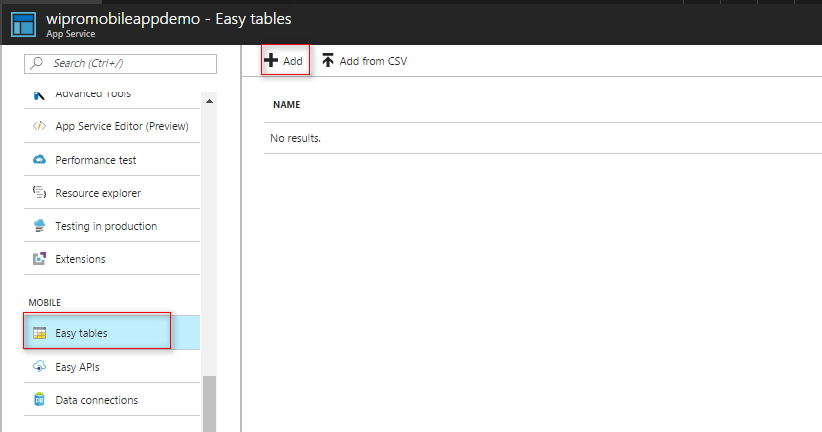 wipromobileappdemo - Easy tables
App Service
Search (Ctrl+/)
Add
Add from CSV
Advanced Tools
App Service Editor (Preview)
Performance test
Resource explorer
Testing in production
Extensions
MOBILE
Easy tables
Easy APIs
Data connections
NAME
No results.